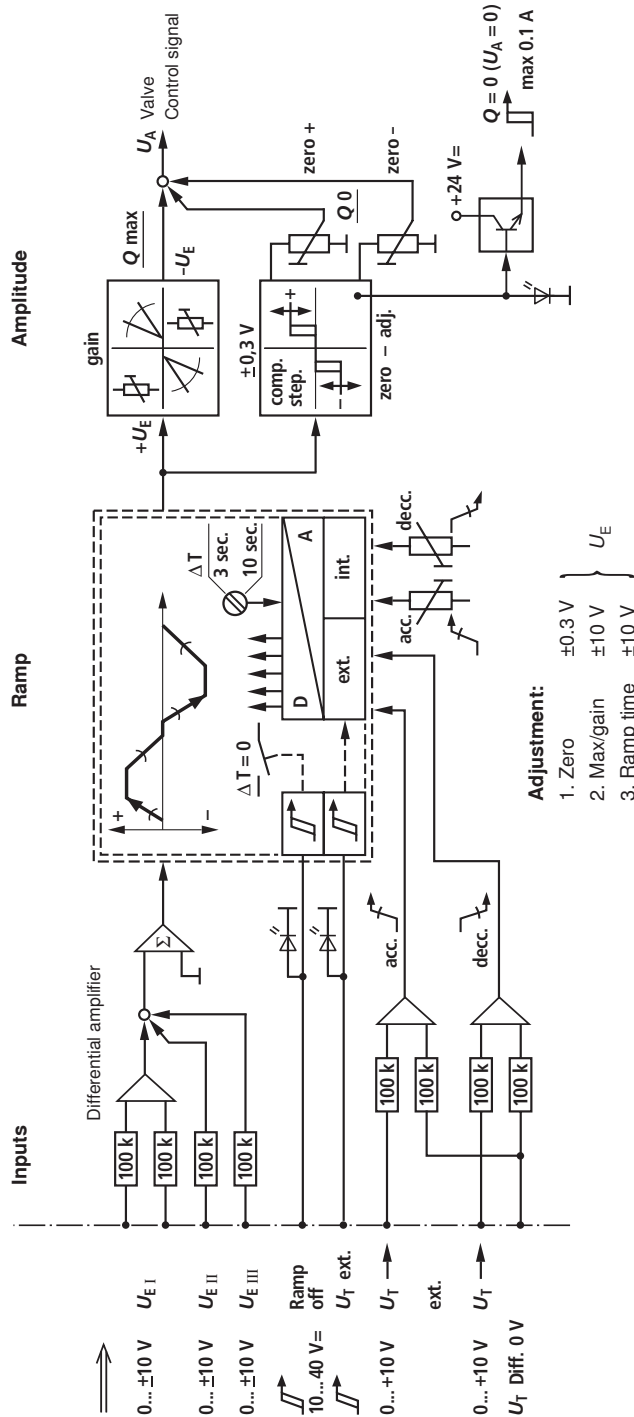 Inputs
Ramp
Amplitude
0... ±10 V U_E I
0... ±10 V U_E II
0... ±10 V U_E III
10...40 V=
Ramp off
U_T ext.
0... +10 V U_T
ext.
0... +10 V U_T
U_T Diff. 0 V
100 k
100 k
100 k
100 k
100 k
100 k
100 k
100 k
Differential amplifier
Σ
acc.
decc.
+
−
ΔT = 0
ΔT
3 sec.
10 sec.
D
A
ext.
int.
acc.
decc.
+U_E
gain
Q max
−U_E
±0,3 V
comp.
step.
+
−
zero − adj.
Q 0
zero +
zero -
U_A Valve
Control signal
+24 V=
Q = 0 (U_A = 0)
max 0.1 A
Adjustment:
1. Zero ±0.3 V
2. Max/gain ±10 V
3. Ramp time ±10 V
U_E